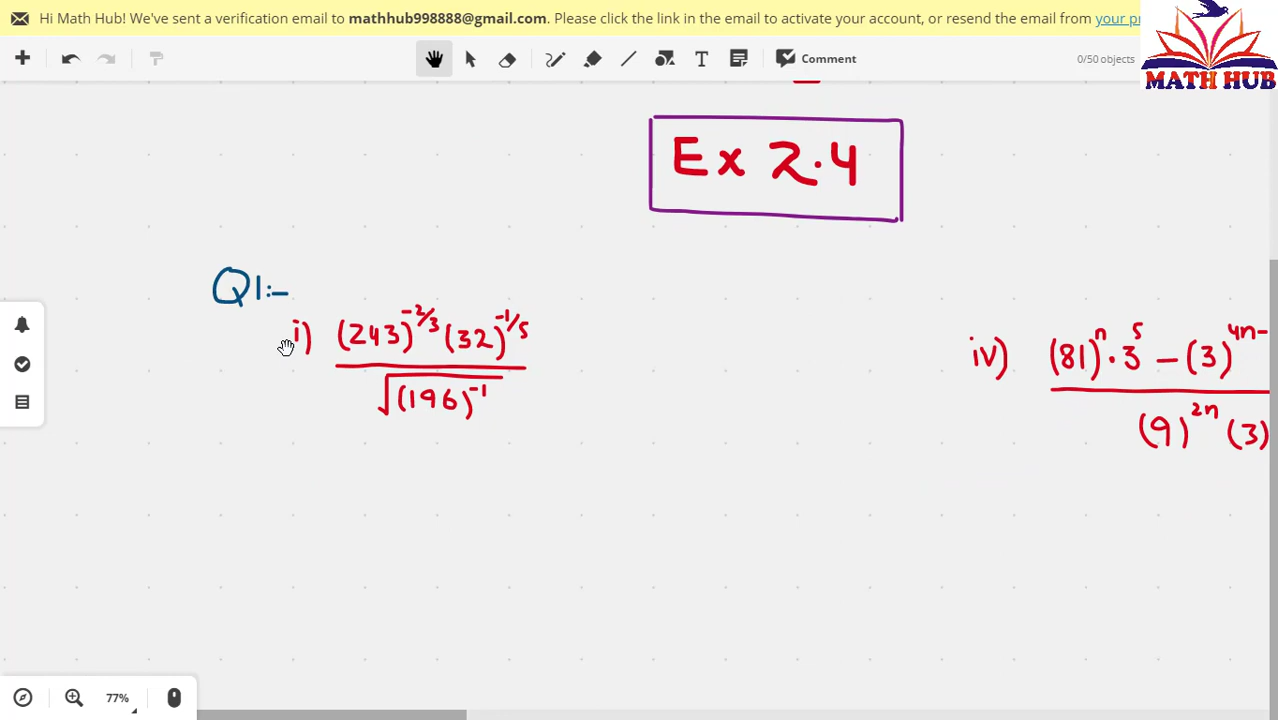 Hi Math Hub! We've sent a verification email to mathhub998888@gmail.com. Please click the link in the email to activate your account, or resend the email from your pr
Comment
0/50 objects
MATH HUB
Ex 2.4
Q1:-
i) (243)^{-2/3} (32)^{-1/5}
√(196)^{-1}
iv) (81)^n · 3^5 - (3)^{4n-
(9)^{2n} (3)
77%